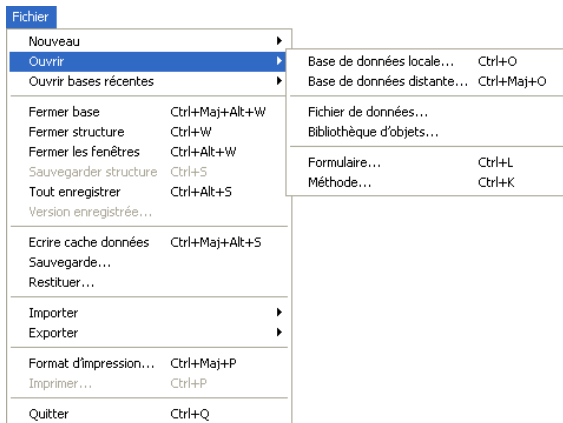 Fichier
Nouveau
Ouvrir
Ouvrir bases récentes
Fermer base Ctrl+Maj+Alt+W
Fermer structure Ctrl+W
Fermer les fenêtres Ctrl+Alt+W
Sauvegarder structure Ctrl+S
Tout enregistrer Ctrl+Alt+S
Version enregistrée...
Ecrire cache données Ctrl+Maj+Alt+S
Sauvegarde...
Restituer...
Importer
Exporter
Format d'impression... Ctrl+Maj+P
Imprimer... Ctrl+P
Quitter Ctrl+Q
Base de données locale... Ctrl+O
Base de données distante... Ctrl+Maj+O
Fichier de données...
Bibliothèque d'objets...
Formulaire... Ctrl+L
Méthode... Ctrl+K